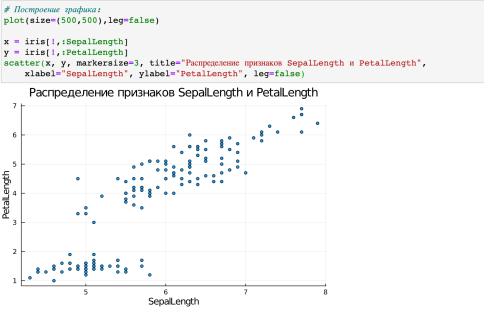 # Построение графика:
plot(size=(500,500),leg=false)
x = iris[!,:SepalLength]
y = iris[!,:PetalLength]
scatter(x, y, markersize=3, title="Распределение признаков SepalLength и PetalLength",
xlabel="SepalLength", ylabel="PetalLength", leg=false)
Распределение признаков SepalLength и PetalLength
7
6
5
4
3
2
1
PetalLength
5
6
7
8
SepalLength